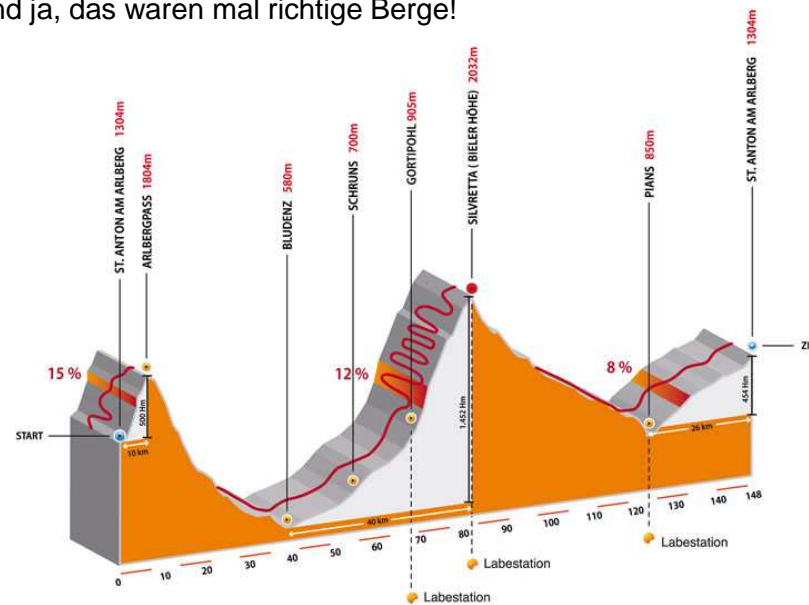 nd ja, das waren mal richtige Berge!
ST. ANTON AM ARLBERG 1304m
ARLBERGPASS 1804m
BLUDENZ 580m
SCHRUNS 700m
GORTIPOHL 905m
SILVRETTA ( BIELER HÖHE) 2032m
PIANS 850m
ST. ANTON AM ARLBERG 1304m
15 %
12 %
8 %
START
ZI
500 Hm
10 km
1.452 Hm
40 km
454 Hm
26 km
0 10 20 30 40 50 60 70 80 90 100 110 120 130 140 148
Labestation
Labestation
Labestation